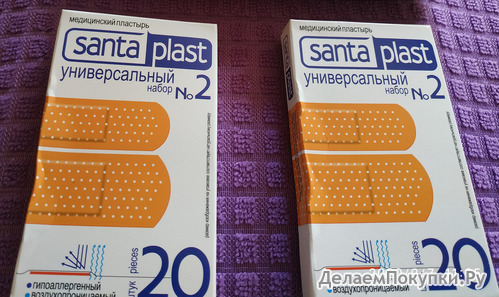 медицинский пластырь
santa plast
универсальный
набор №2
pieces
штук
20
гипоаллергенный
воздухопроницаемый
медицинский пластырь
santa plast
универсальный
набор №2
pieces
20
воздухопроницаемый
ДелаемПокупки.Ру